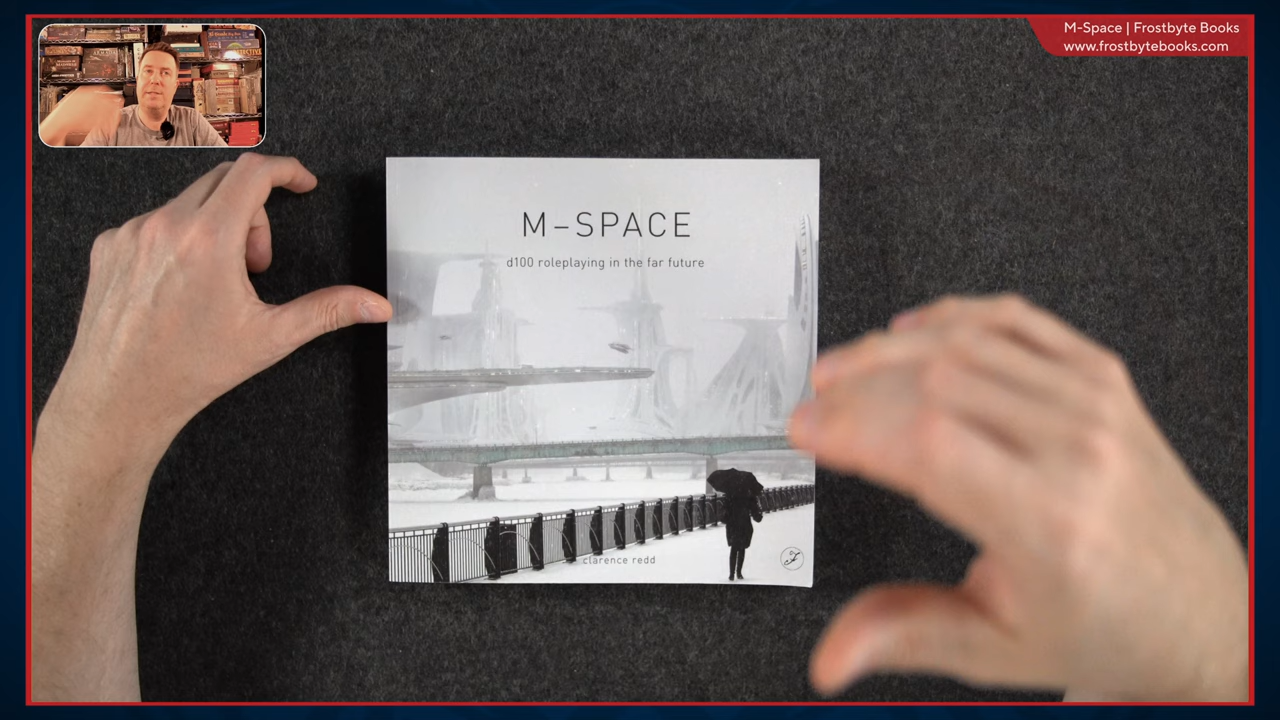 M-Space | Frostbyte Books
www.frostbytebooks.com
M-SPACE
d100 roleplaying in the far future
clarence redd